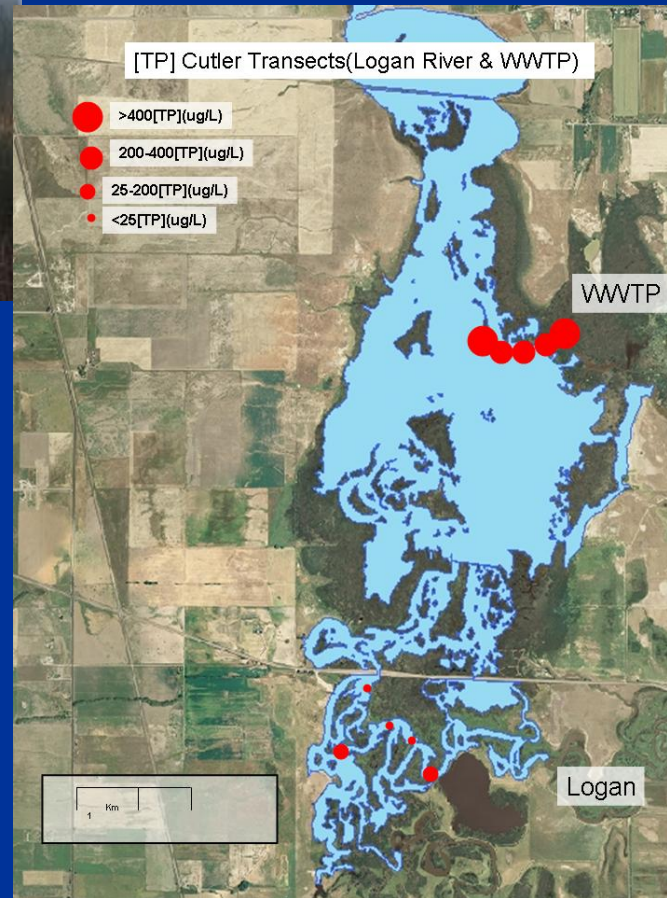 [TP] Cutler Transects(Logan River & WWTP)
>400[TP](ug/L)
200-400[TP](ug/L)
25-200[TP](ug/L)
<25[TP](ug/L)
WWTP
Logan
Km
1